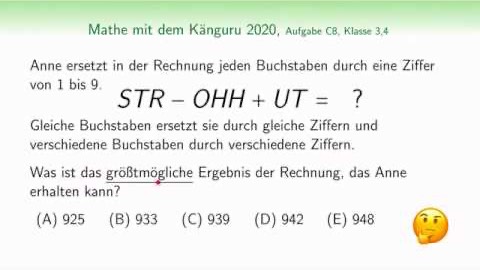 Mathe mit dem Känguru 2020, Aufgabe C8, Klasse 3,4
Anne ersetzt in der Rechnung jeden Buchstaben durch eine Ziffer
von 1 bis 9.
STR – OHH + UT = ?
Gleiche Buchstaben ersetzt sie durch gleiche Ziffern und
verschiedene Buchstaben durch verschiedene Ziffern.
Was ist das größtmögliche Ergebnis der Rechnung, das Anne
erhalten kann?
(A) 925 (B) 933 (C) 939 (D) 942 (E) 948